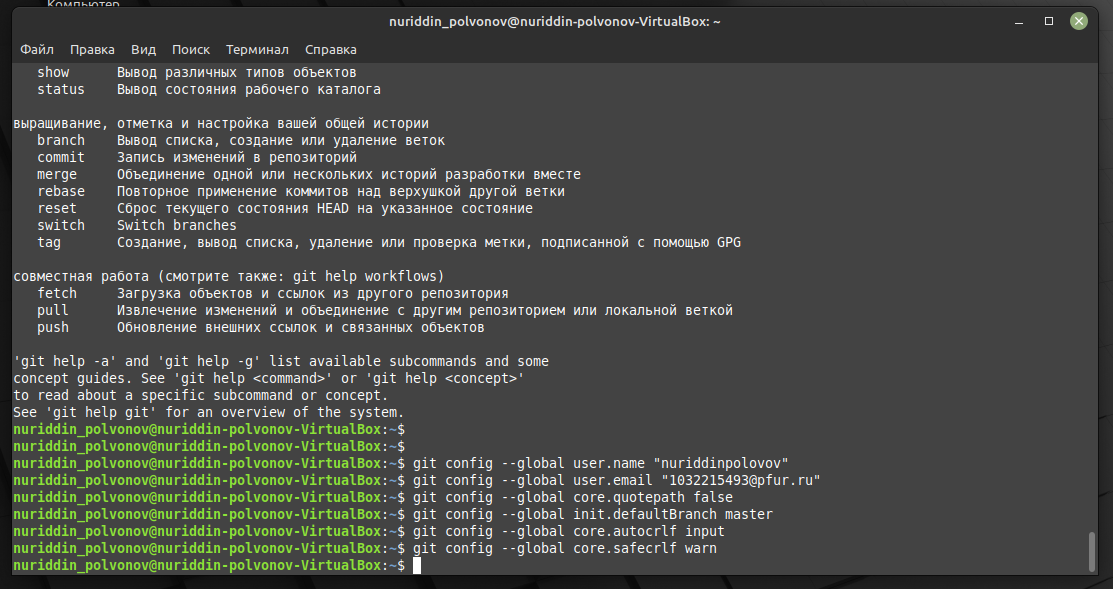 Компьютер
nuriddin_polvonov@nuriddin-polvonov-VirtualBox: ~
Файл Правка Вид Поиск Терминал Справка
show Вывод различных типов объектов
status Вывод состояния рабочего каталога
выращивание, отметка и настройка вашей общей истории
branch Вывод списка, создание или удаление веток
commit Запись изменений в репозиторий
merge Объединение одной или нескольких историй разработки вместе
rebase Повторное применение коммитов над верхушкой другой ветки
reset Сброс текущего состояния HEAD на указанное состояние
switch Switch branches
tag Создание, вывод списка, удаление или проверка метки, подписанной с помощью GPG
совместная работа (смотрите также: git help workflows)
fetch Загрузка объектов и ссылок из другого репозитория
pull Извлечение изменений и объединение с другим репозиторием или локальной веткой
push Обновление внешних ссылок и связанных объектов
'git help -a' and 'git help -g' list available subcommands and some
concept guides. See 'git help <command>' or 'git help <concept>'
to read about a specific subcommand or concept.
See 'git help git' for an overview of the system.
nuriddin_polvonov@nuriddin-polvonov-VirtualBox:~$
nuriddin_polvonov@nuriddin-polvonov-VirtualBox:~$
nuriddin_polvonov@nuriddin-polvonov-VirtualBox:~$ git config --global user.name "nuriddinpolovov"
nuriddin_polvonov@nuriddin-polvonov-VirtualBox:~$ git config --global user.email "1032215493@pfur.ru"
nuriddin_polvonov@nuriddin-polvonov-VirtualBox:~$ git config --global core.quotepath false
nuriddin_polvonov@nuriddin-polvonov-VirtualBox:~$ git config --global init.defaultBranch master
nuriddin_polvonov@nuriddin-polvonov-VirtualBox:~$ git config --global core.autocrlf input
nuriddin_polvonov@nuriddin-polvonov-VirtualBox:~$ git config --global core.safecrlf warn
nuriddin_polvonov@nuriddin-polvonov-VirtualBox:~$